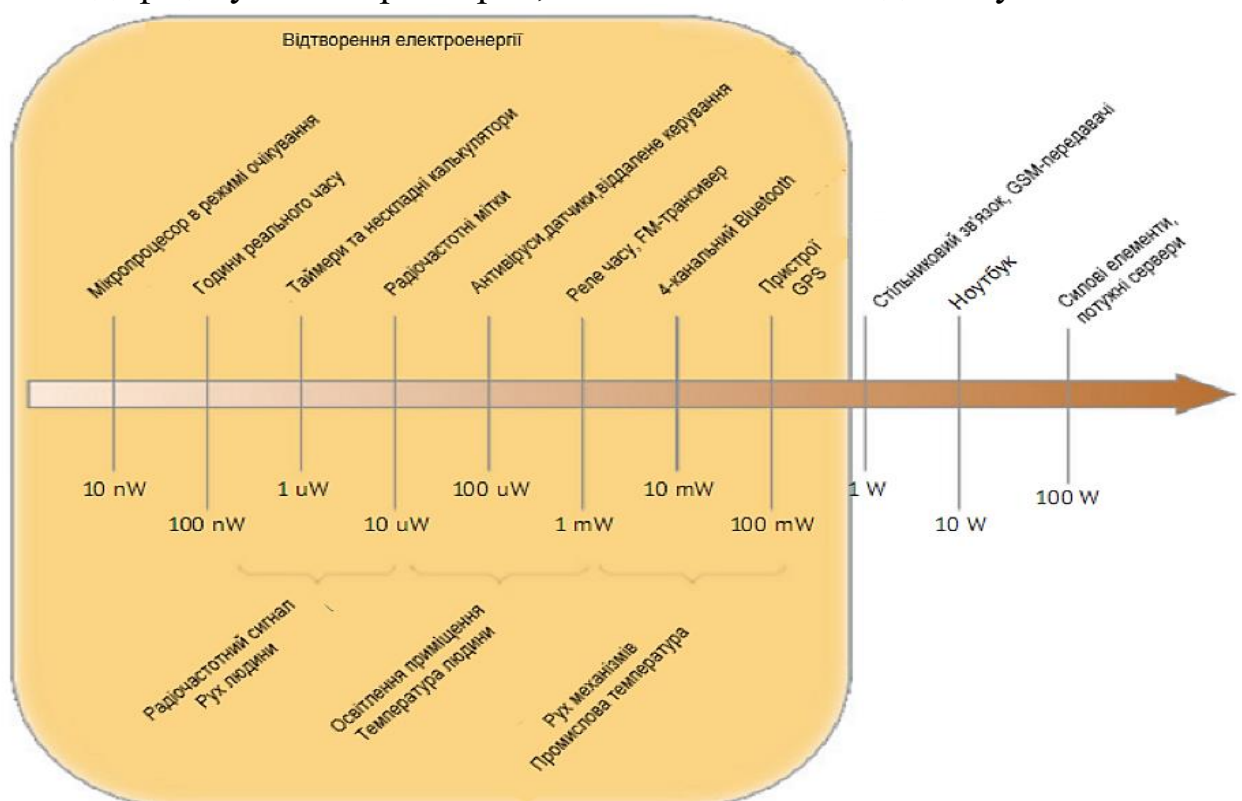 Відтворення електроенергії
Мікропроцесор в режимі очікування
Години реального часу
Таймери та нескладні калькулятори
Радіочастотні мітки
Антивіруси,датчики,віддалене керування
Реле часу, FM-трансивер
4-канальний Bluetooth
Пристрої
GPS
Стільниковий зв'язок, GSM-передавачі
Ноутбук
Силові елементи,
потужні сервери
10 nW
100 nW
1 uW
10 uW
100 uW
1 mW
10 mW
100 mW
1 W
10 W
100 W
Радіочастотний сигнал
Рух людини
Освітлення приміщення
Температура людини
Рух механізмів
Промислова температура